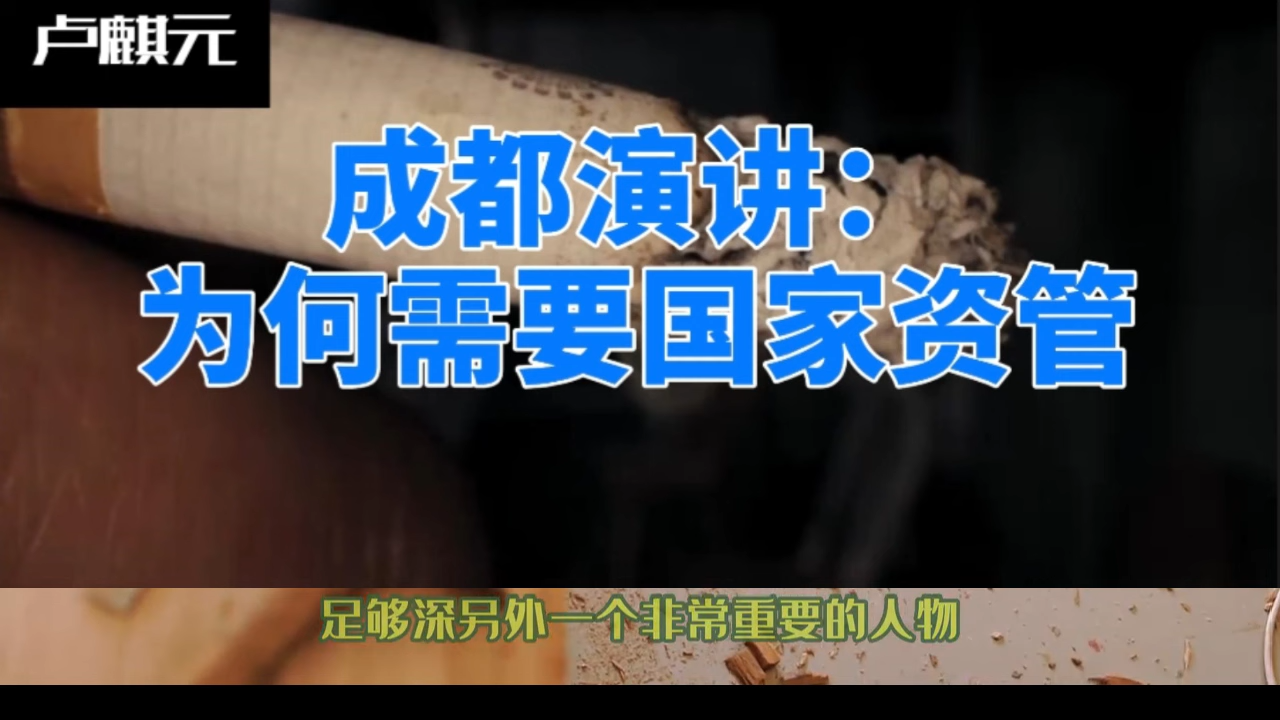 卢麒元
成都演讲：
为何需要国家资管
足够深另外一个非常重要的人物